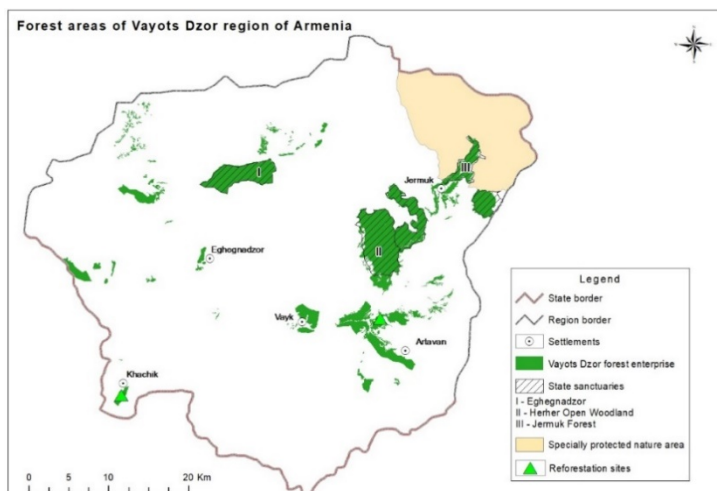 Forest areas of Vayots Dzor region of Armenia
I
III
Jermuk
II
Eghegnadzor
Vayk
Artavan
Khachik
0 5 10 20 Km
Legend
State border
Region border
Settlements
Vayots Dzor forest enterprise
State sanctuaries
I - Eghegnadzor
II - Herher Open Woodland
III - Jermuk Forest
Specially protected nature area
Reforestation sites